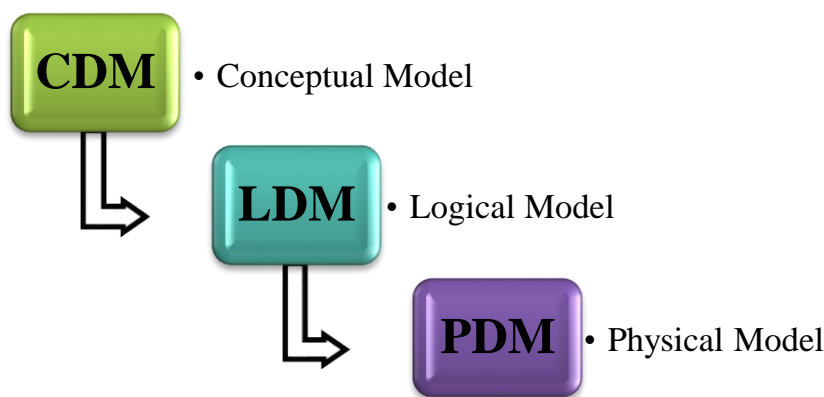 CDM • Conceptual Model
LDM • Logical Model
PDM • Physical Model